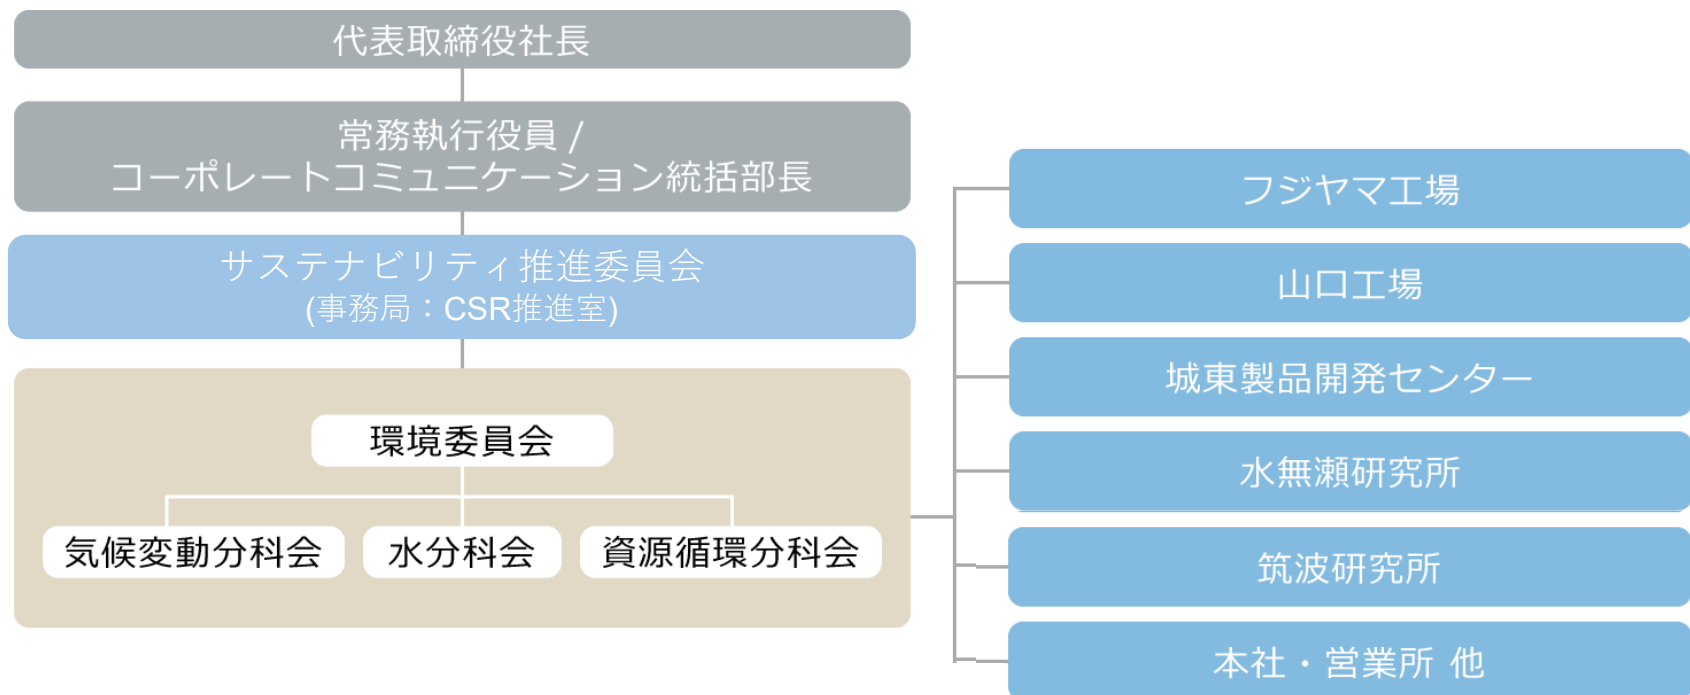 代表取締役社長
常務執行役員 /
コーポレートコミュニケーション統括部長
サステナビリティ推進委員会
(事務局：CSR推進室)
環境委員会
気候変動分科会
水分科会
資源循環分科会
フジヤマ工場
山口工場
城東製品開発センター
水無瀬研究所
筑波研究所
本社・営業所 他